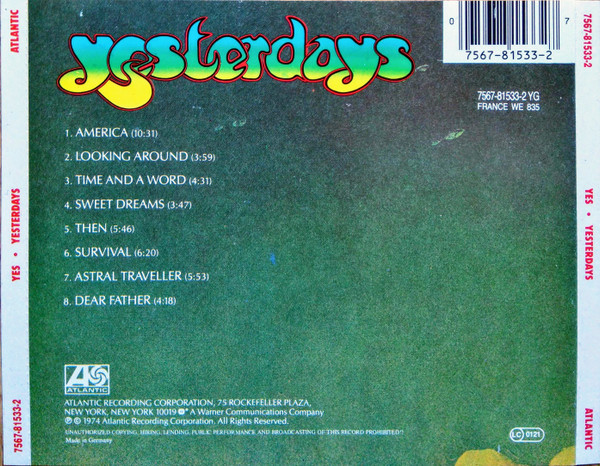 yesterdays
0 7
7567-81533-2
7567-81533-2 YG
FRANCE WE 835
1. AMERICA (10:31)
2. LOOKING AROUND (3:59)
3. TIME AND A WORD (4:31)
4. SWEET DREAMS (3:47)
5. THEN (5:46)
6. SURVIVAL (6:20)
7. ASTRAL TRAVELLER (5:53)
8. DEAR FATHER (4:18)
ATLANTIC
ATLANTIC RECORDING CORPORATION, 75 ROCKEFELLER PLAZA,
NEW YORK, NEW YORK 10019 A Warner Communications Company
℗ © 1974 Atlantic Recording Corporation. All Rights Reserved.
UNAUTHORIZED COPYING, HIRING, LENDING, PUBLIC PERFORMANCE AND BROADCASTING OF THIS RECORD PROHIBITED!
Made in Germany
LC 0121
ATLANTIC
YES • YESTERDAYS
7567-81533-2
7567-81533-2
YES • YESTERDAYS
ATLANTIC